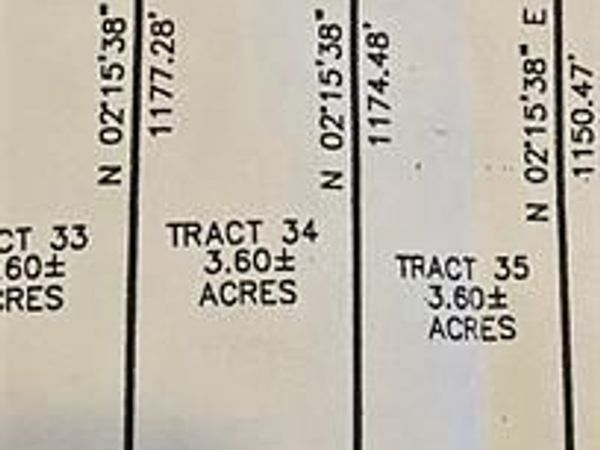 N 02°15'38"
1177.28'
N 02°15'38"
1174.48'
N 02°15'38" E
1150.47'
CT 33
.60±
CRES
TRACT 34
3.60±
ACRES
TRACT 35
3.60±
ACRES